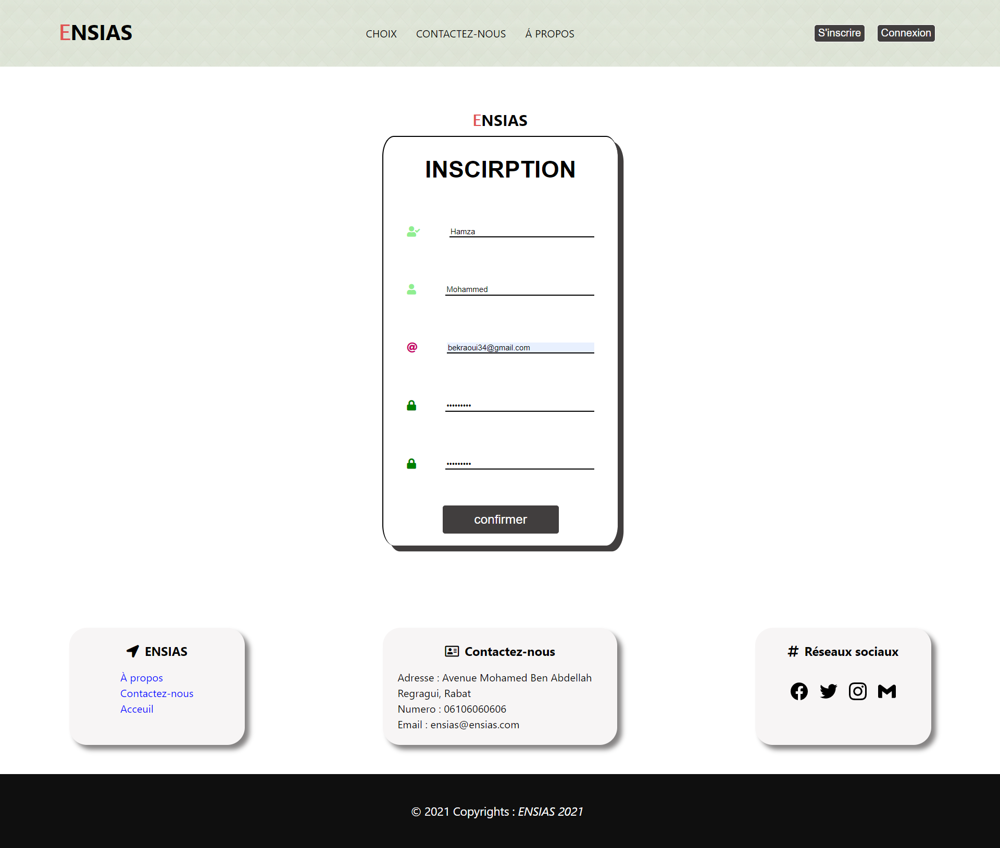 ENSIAS
CHOIX CONTACTEZ-NOUS Á PROPOS
S'inscrire Connexion
ENSIAS
INSCIRPTION
Hamza
Mohammed
bekraoui34@gmail.com
•••••••••
•••••••••
confirmer
ENSIAS
À propos
Contactez-nous
Acceuil
Contactez-nous
Adresse : Avenue Mohamed Ben Abdellah
Regragui, Rabat
Numero : 06106060606
Email : ensias@ensias.com
Réseaux sociaux
© 2021 Copyrights : ENSIAS 2021